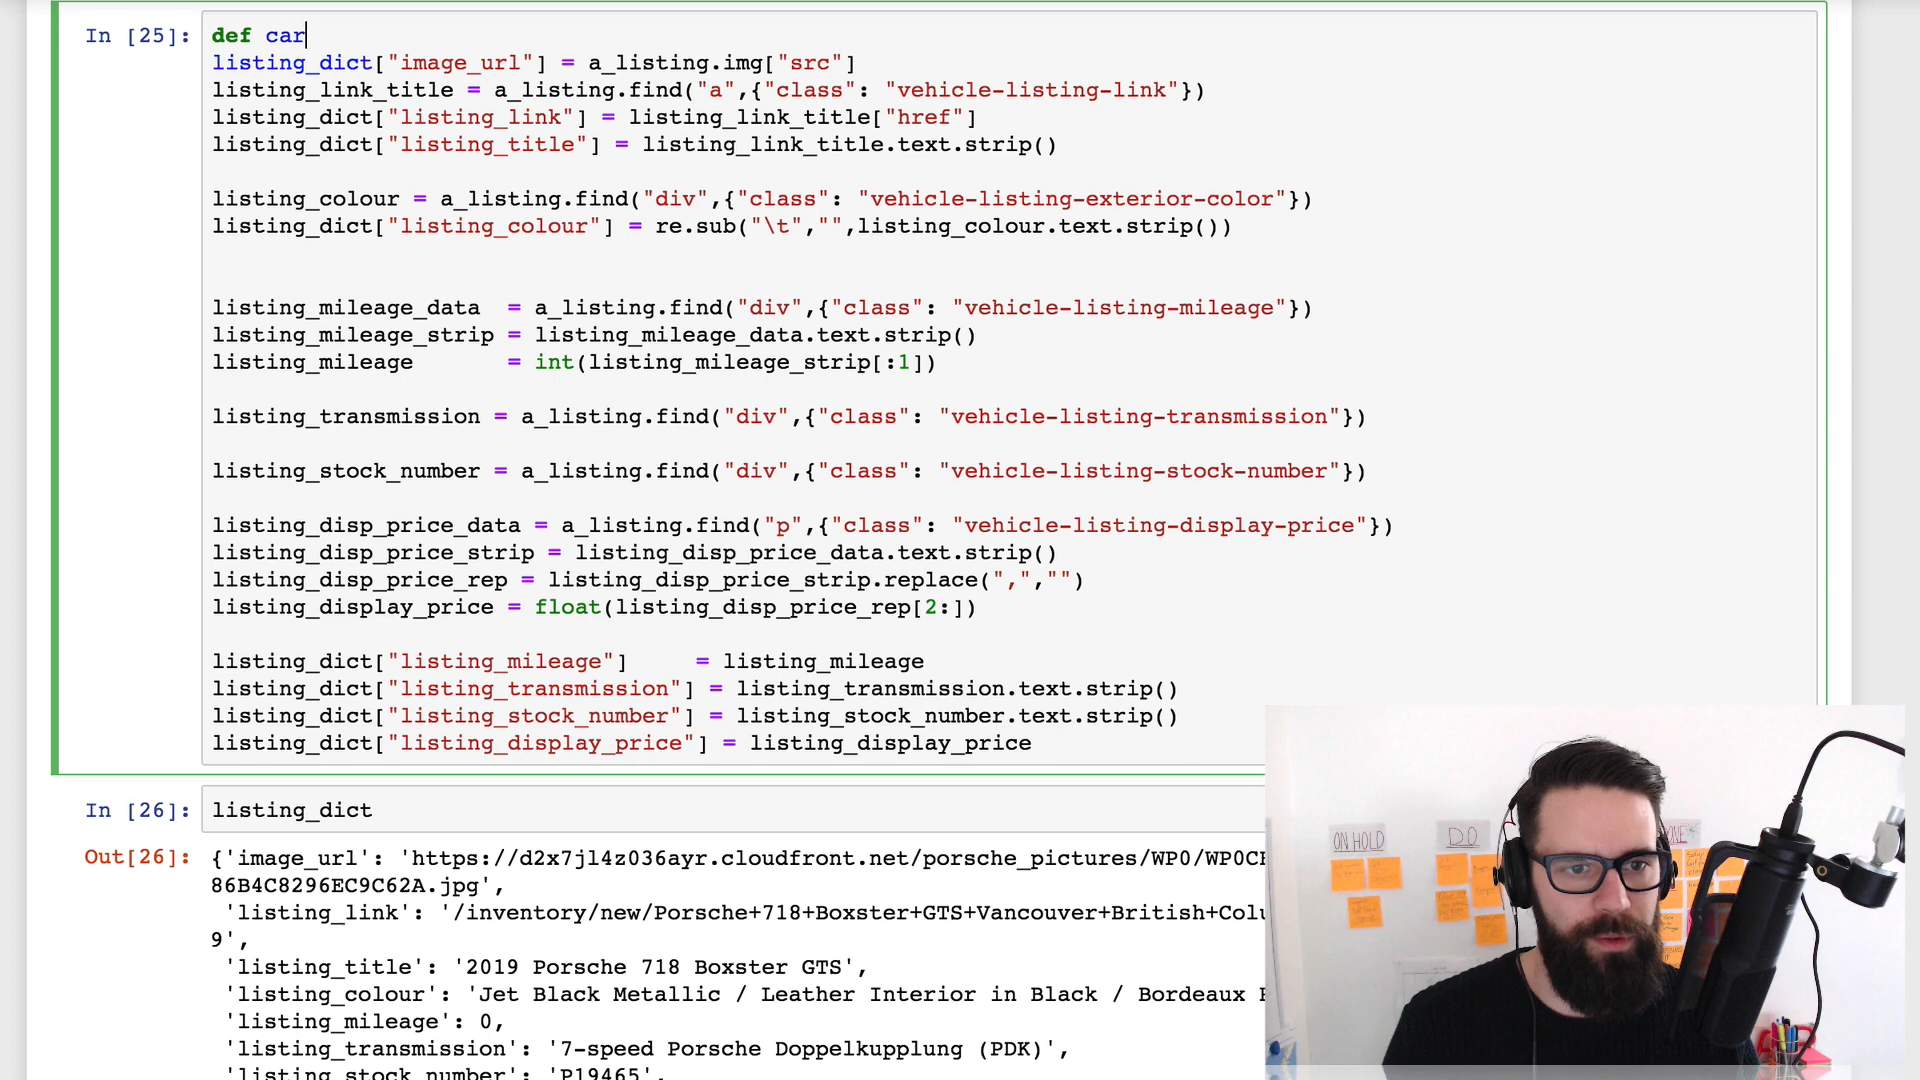 In [25]: def car
listing_dict["image_url"] = a_listing.img["src"]
listing_link_title = a_listing.find("a",{"class": "vehicle-listing-link"})
listing_dict["listing_link"] = listing_link_title["href"]
listing_dict["listing_title"] = listing_link_title.text.strip()
listing_colour = a_listing.find("div",{"class": "vehicle-listing-exterior-color"})
listing_dict["listing_colour"] = re.sub("\t","",listing_colour.text.strip())
listing_mileage_data  = a_listing.find("div",{"class": "vehicle-listing-mileage"})
listing_mileage_strip = listing_mileage_data.text.strip()
listing_mileage       = int(listing_mileage_strip[:1])
listing_transmission = a_listing.find("div",{"class": "vehicle-listing-transmission"})
listing_stock_number = a_listing.find("div",{"class": "vehicle-listing-stock-number"})
listing_disp_price_data = a_listing.find("p",{"class": "vehicle-listing-display-price"})
listing_disp_price_strip = listing_disp_price_data.text.strip()
listing_disp_price_rep = listing_disp_price_strip.replace(",","")
listing_display_price = float(listing_disp_price_rep[2:])
listing_dict["listing_mileage"]     = listing_mileage
listing_dict["listing_transmission"] = listing_transmission.text.strip()
listing_dict["listing_stock_number"] = listing_stock_number.text.strip()
listing_dict["listing_display_price"] = listing_display_price
In [26]: listing_dict
Out[26]: {'image_url': 'https://d2x7jl4z036ayr.cloudfront.net/porsche_pictures/WP0/WP0C
86B4C8296EC9C62A.jpg',
'listing_link': '/inventory/new/Porsche+718+Boxster+GTS+Vancouver+British+Colu
9',
'listing_title': '2019 Porsche 718 Boxster GTS',
'listing_colour': 'Jet Black Metallic / Leather Interior in Black / Bordeaux
'listing_mileage': 0,
'listing_transmission': '7-speed Porsche Doppelkupplung (PDK)',
'listing_stock_number': 'P19465',
ON HOLD
DO